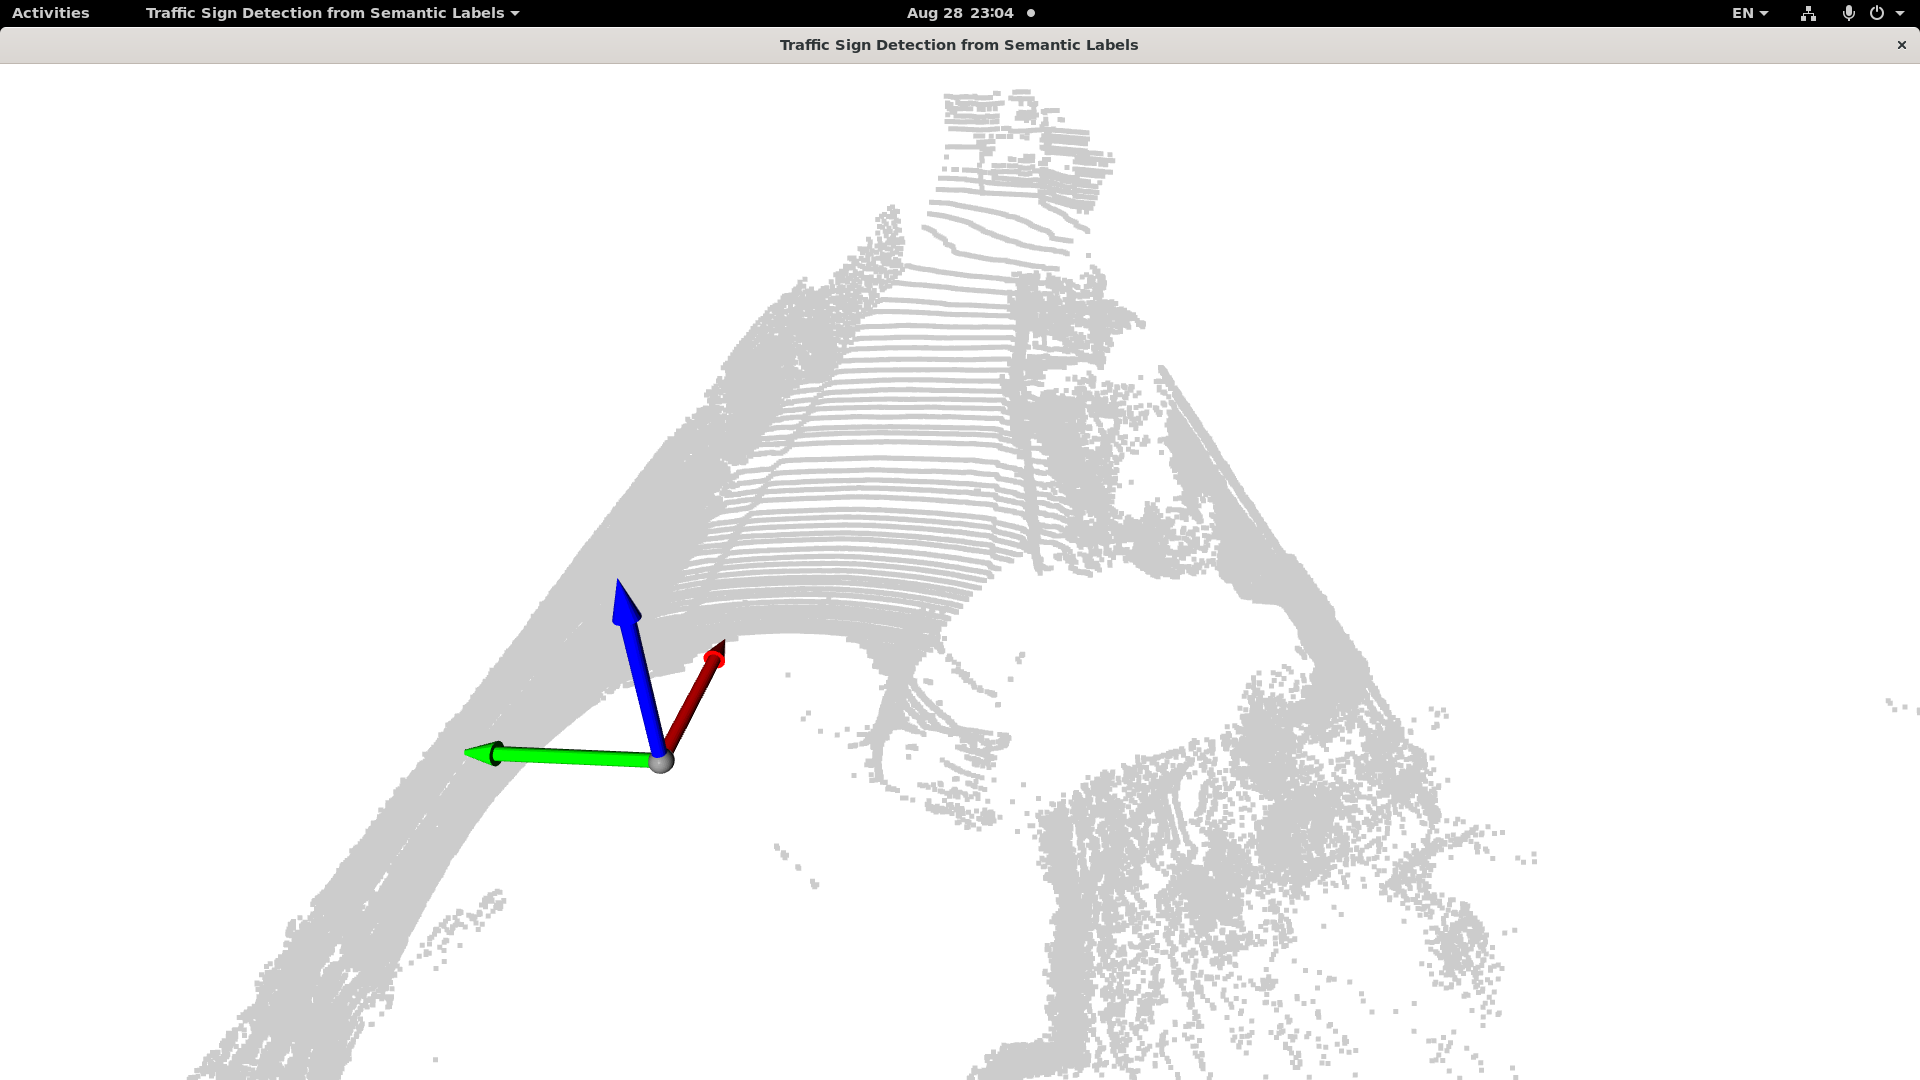 Activities
Traffic Sign Detection from Semantic Labels
Aug 28 23:04
EN
Traffic Sign Detection from Semantic Labels